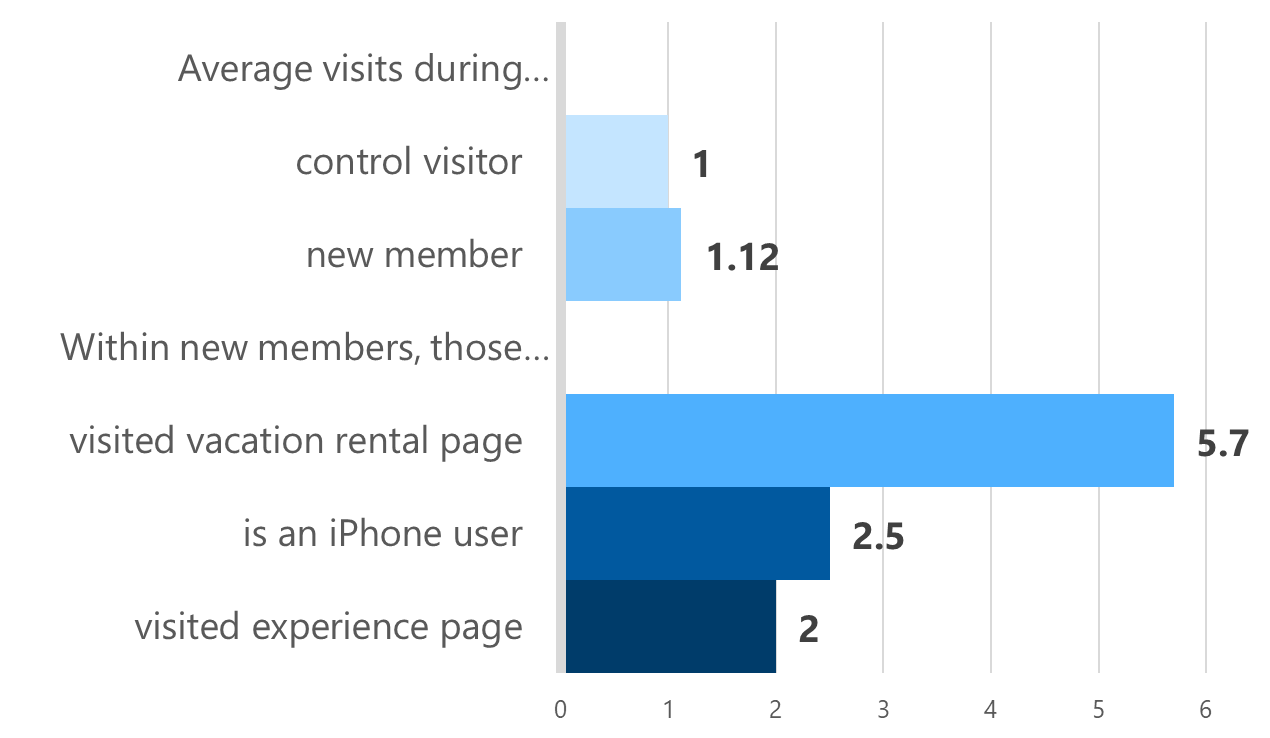 Average visits during...
control visitor
1
new member
1.12
Within new members, those...
visited vacation rental page
5.7
is an iPhone user
2.5
visited experience page
2
0 1 2 3 4 5 6